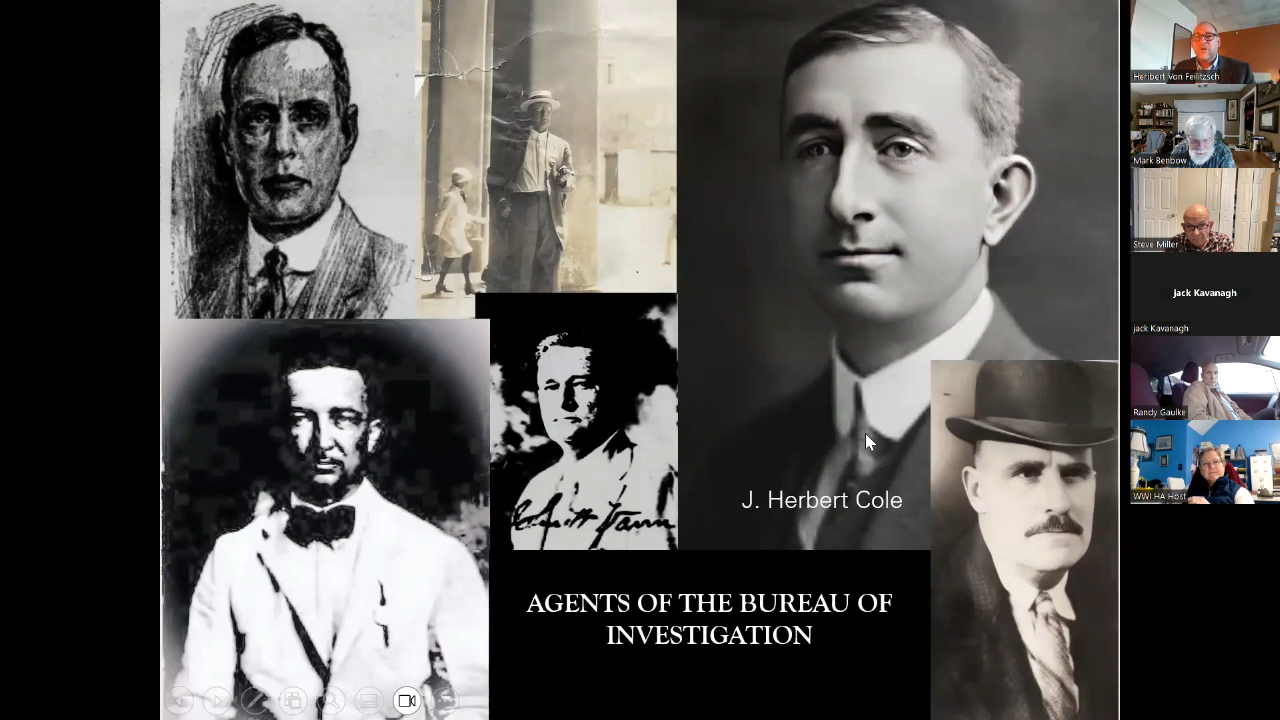 J. Herbert Cole
AGENTS OF THE BUREAU OF
INVESTIGATION
Heribert Von Feilitzsch
Mark Benbow
Steve Miller
Jack Kavanagh
jack Kavanagh
Randy Gaulke
WWI HA Host